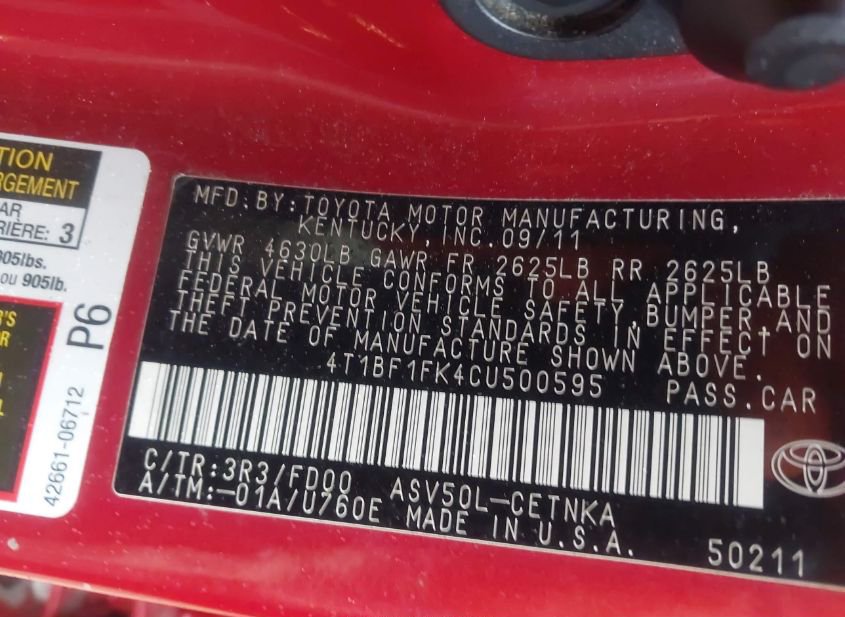 TION
RGEMENT
AR
RIÈRE: 3
905lbs.
ou 905lb.
R'S
OR
P6
42661-06712
MFD.BY:TOYOTA MOTOR MANUFACTURING,
KENTUCKY,INC.09/11
GVWR 4630LB GAWR FR 2625LB RR 2625LB
THIS VEHICLE CONFORMS TO ALL APPLICABLE
FEDERAL MOTOR VEHICLE SAFETY,BUMPER,AND
THEFT PREVENTION STANDARDS IN EFFECT ON
THE DATE OF MANUFACTURE SHOWN ABOVE.
4T1BF1FK4CU500595 PASS.CAR
C/TR:3R3/FD00 ASV50L-CETNKA
A/TM:-01A/U760E MADE IN U.S.A.
50211